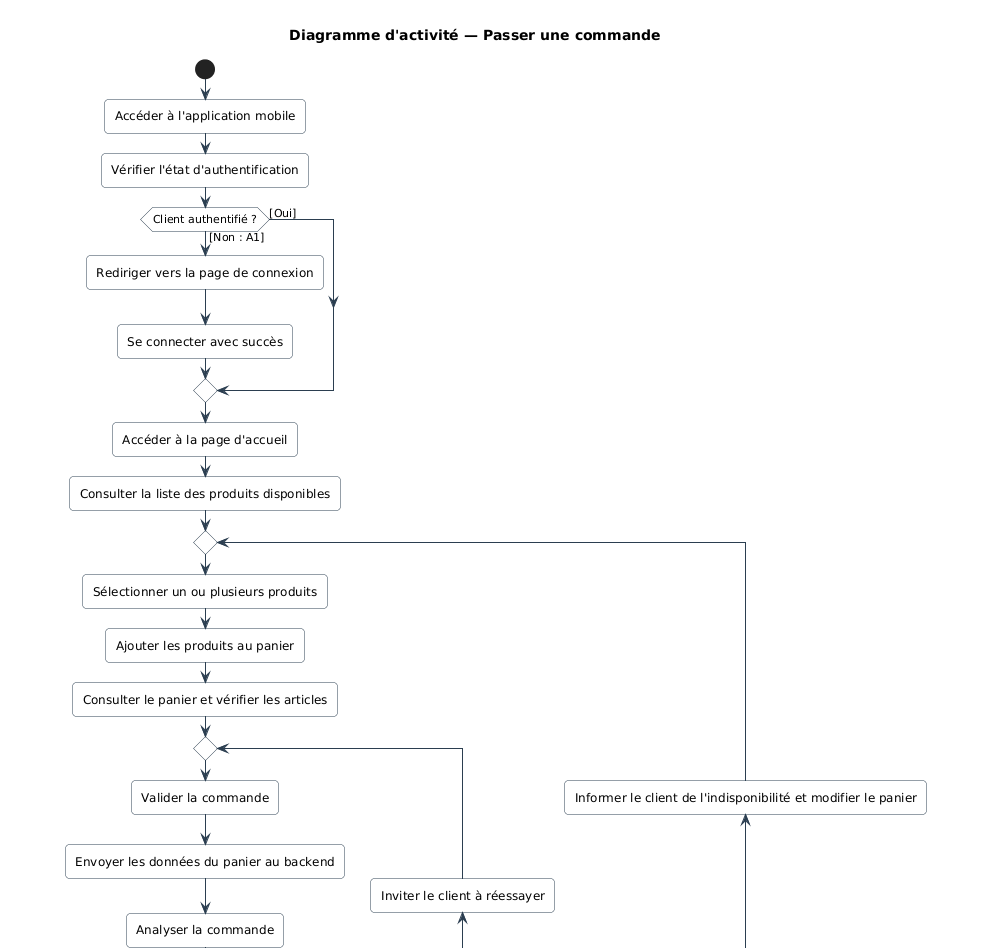 Diagramme d'activité — Passer une commande
Accéder à l'application mobile
Vérifier l'état d'authentification
Client authentifié ?
[Oui]
[Non : A1]
Rediriger vers la page de connexion
Se connecter avec succès
Accéder à la page d'accueil
Consulter la liste des produits disponibles
Sélectionner un ou plusieurs produits
Ajouter les produits au panier
Consulter le panier et vérifier les articles
Valider la commande
Informer le client de l'indisponibilité et modifier le panier
Envoyer les données du panier au backend
Inviter le client à réessayer
Analyser la commande